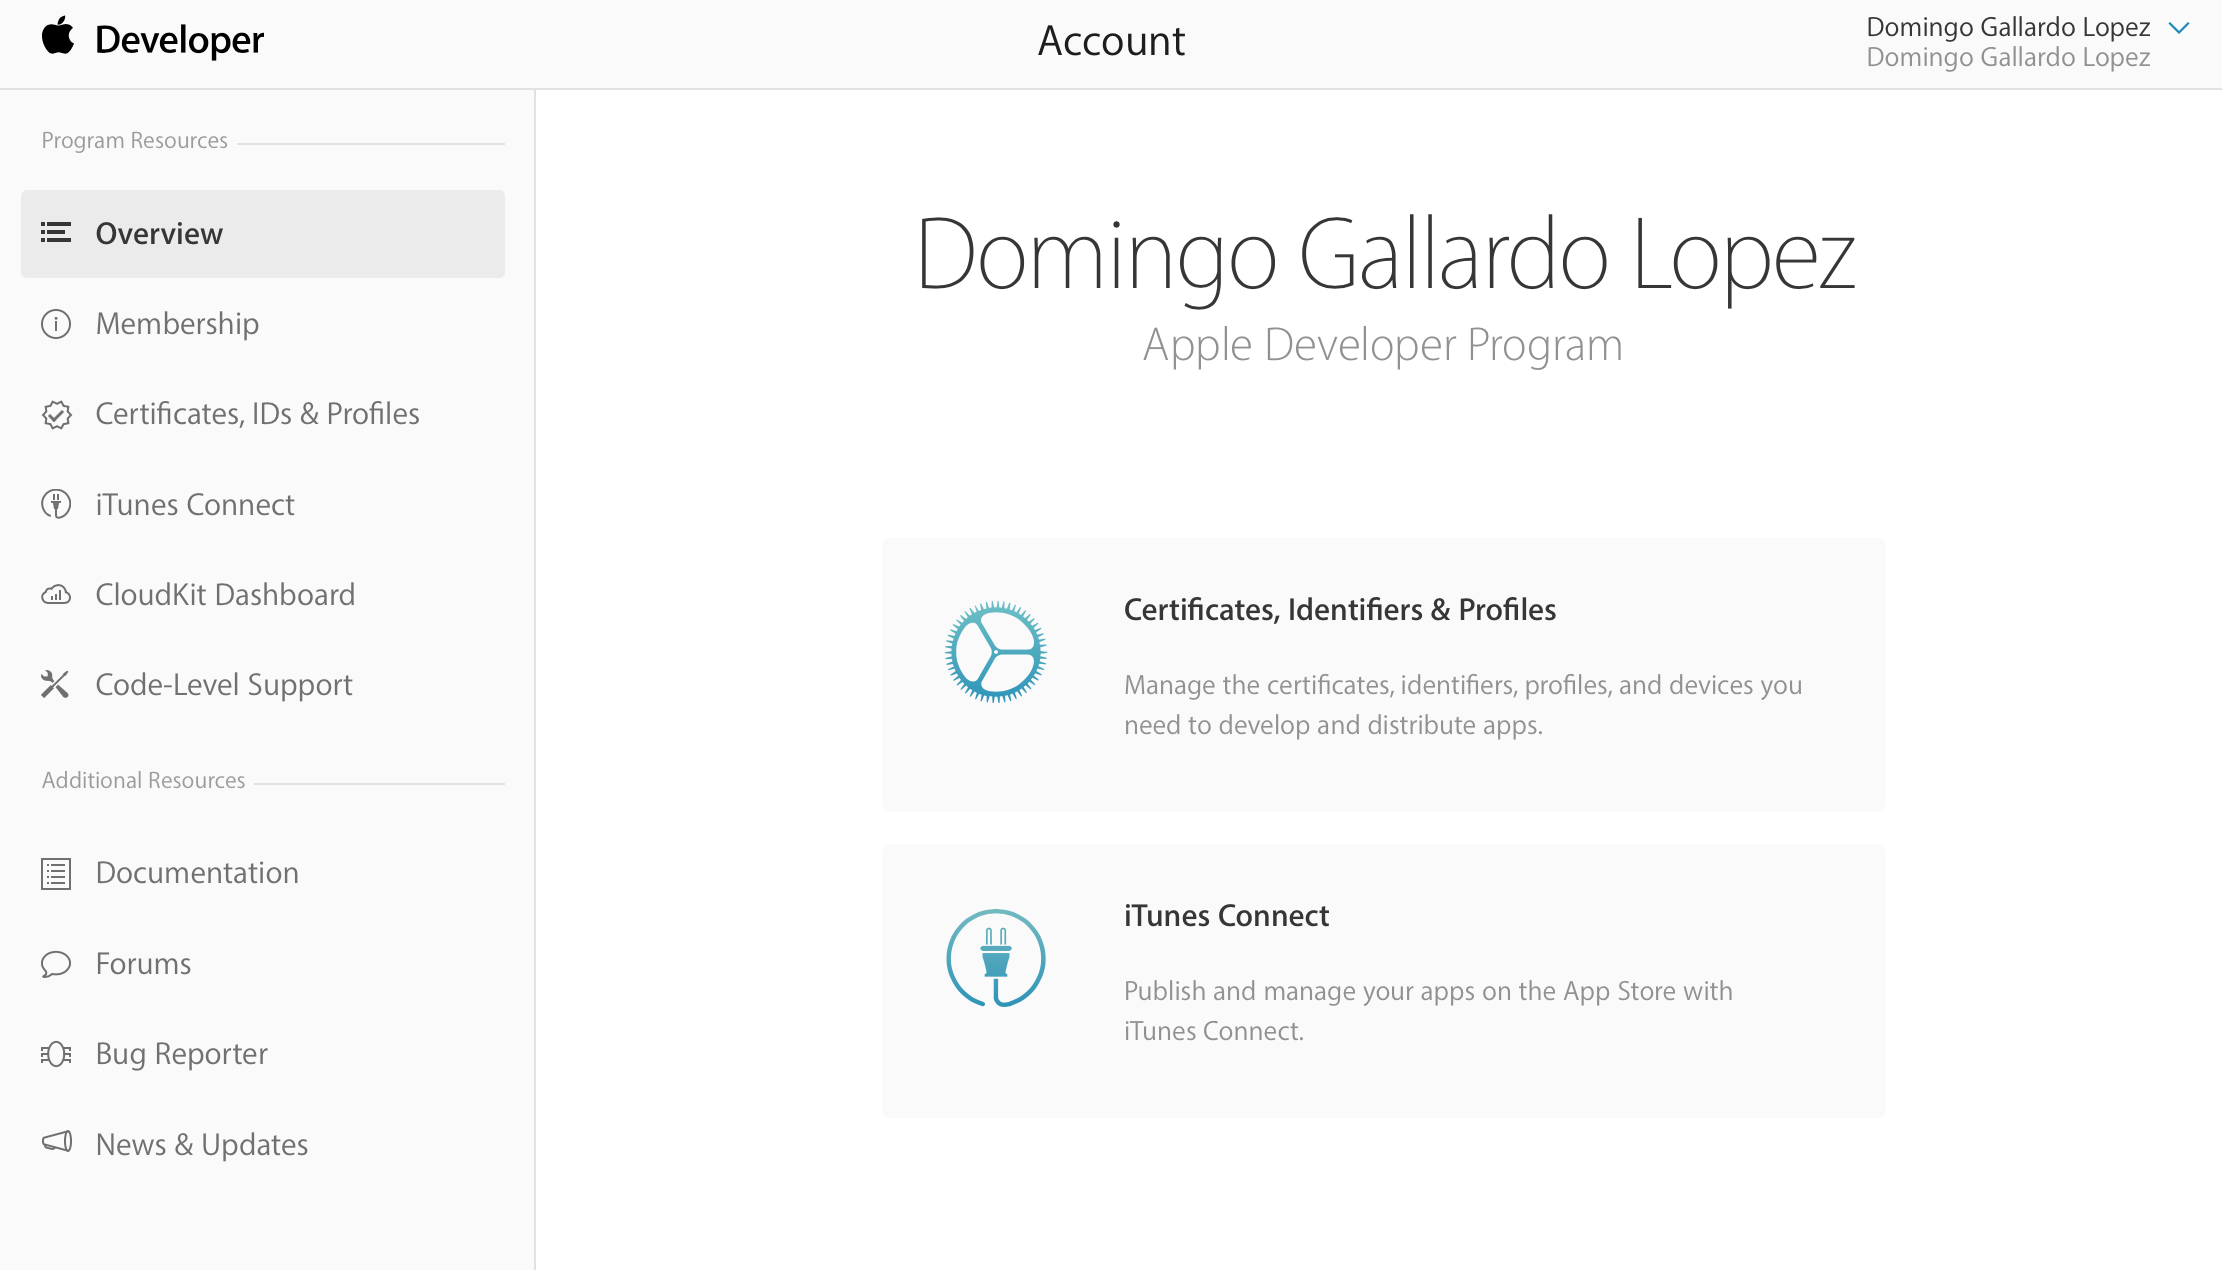 Developer
Account
Domingo Gallardo Lopez
Domingo Gallardo Lopez
Program Resources
Overview
Membership
Certificates, IDs & Profiles
iTunes Connect
CloudKit Dashboard
Code-Level Support
Additional Resources
Documentation
Forums
Bug Reporter
News & Updates
Domingo Gallardo Lopez
Apple Developer Program
Certificates, Identifiers & Profiles
Manage the certificates, identifiers, profiles, and devices you
need to develop and distribute apps.
iTunes Connect
Publish and manage your apps on the App Store with
iTunes Connect.